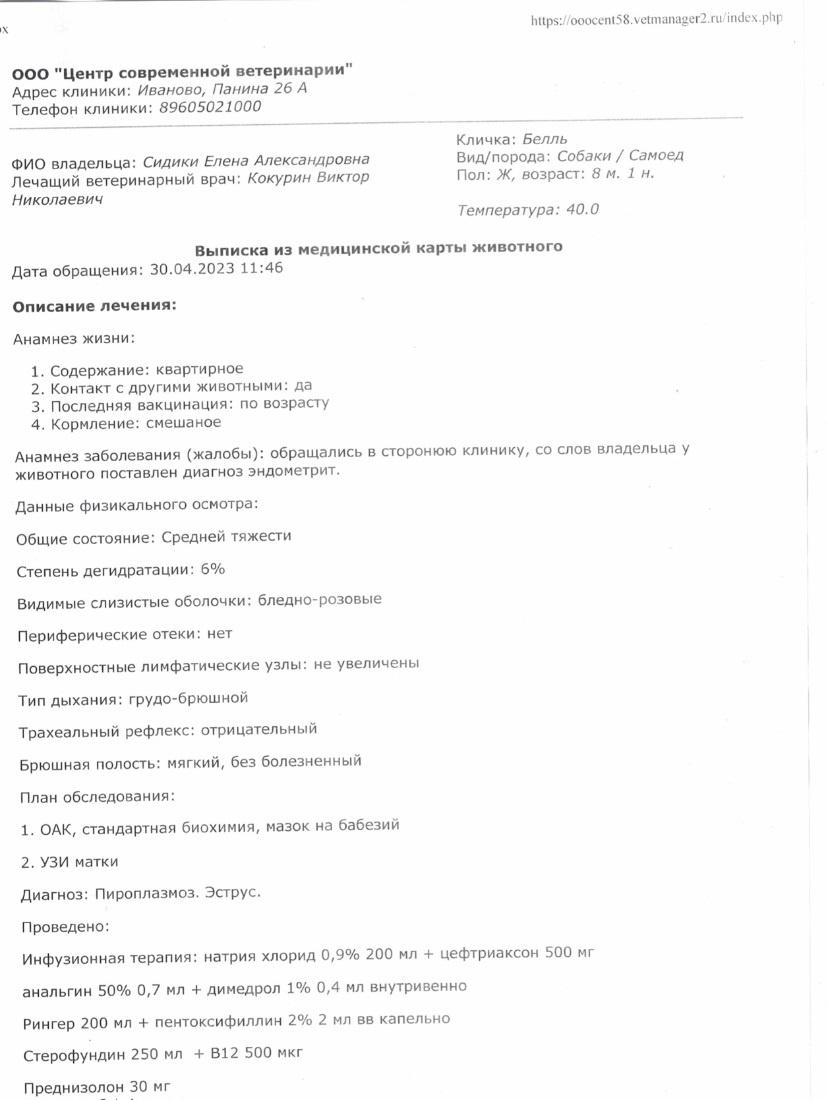 ox
https://ooocent58.vetmanager2.ru/index.php
ООО "Центр современной ветеринарии"
Адрес клиники: Иваново, Панина 26 А
Телефон клиники: 89605021000
ФИО владельца: Сидики Елена Александровна
Лечащий ветеринарный врач: Кокурин Виктор
Николаевич
Кличка: Белль
Вид/порода: Собаки / Самоед
Пол: Ж, возраст: 8 м. 1 н.
Температура: 40.0
Выписка из медицинской карты животного
Дата обращения: 30.04.2023 11:46
Описание лечения:
Анамнез жизни:
1. Содержание: квартирное
2. Контакт с другими животными: да
3. Последняя вакцинация: по возрасту
4. Кормление: смешаное
Анамнез заболевания (жалобы): обращались в стороннюю клинику, со слов владельца у
животного поставлен диагноз эндометрит.
Данные физикального осмотра:
Общие состояние: Средней тяжести
Степень дегидратации: 6%
Видимые слизистые оболочки: бледно-розовые
Периферические отеки: нет
Поверхностные лимфатические узлы: не увеличены
Тип дыхания: грудо-брюшной
Трахеальный рефлекс: отрицательный
Брюшная полость: мягкий, без болезненный
План обследования:
1. ОАК, стандартная биохимия, мазок на бабезий
2. УЗИ матки
Диагноз: Пироплазмоз. Эструс.
Проведено:
Инфузионная терапия: натрия хлорид 0,9% 200 мл + цефтриаксон 500 мг
анальгин 50% 0,7 мл + димедрол 1% 0,4 мл внутривенно
Рингер 200 мл + пентоксифиллин 2% 2 мл вв капельно
Стерофундин 250 мл + В12 500 мкг
Преднизолон 30 мг